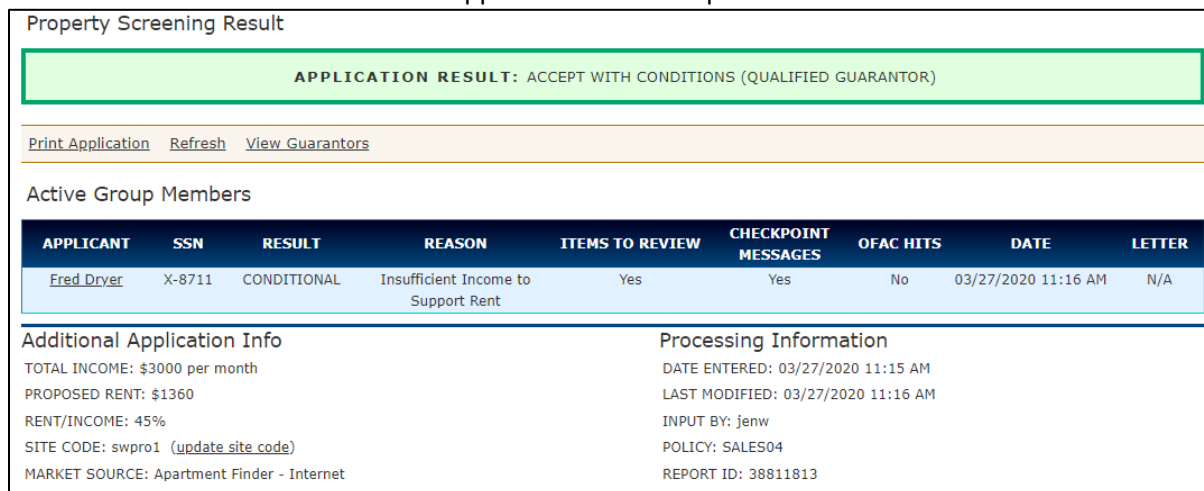 Property Screening Result
APPLICATION RESULT: ACCEPT WITH CONDITIONS (QUALIFIED GUARANTOR)
Print Application Refresh View Guarantors
Active Group Members
APPLICANT SSN RESULT REASON ITEMS TO REVIEW CHECKPOINT MESSAGES OFAC HITS DATE LETTER
Fred Dryer X-8711 CONDITIONAL Insufficient Income to Support Rent Yes Yes No 03/27/2020 11:16 AM N/A
Additional Application Info
TOTAL INCOME: $3000 per month
PROPOSED RENT: $1360
RENT/INCOME: 45%
SITE CODE: swpro1 (update site code)
MARKET SOURCE: Apartment Finder - Internet
Processing Information
DATE ENTERED: 03/27/2020 11:15 AM
LAST MODIFIED: 03/27/2020 11:16 AM
INPUT BY: jenw
POLICY: SALES04
REPORT ID: 38811813